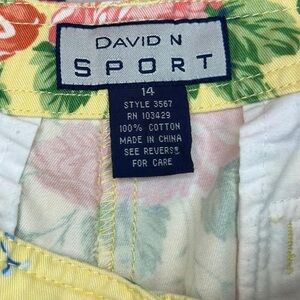 DAVID N
SPORT
14
STYLE 3567
RN 103429
100% COTTON
MADE IN CHINA
SEE REVERSE
FOR CARE